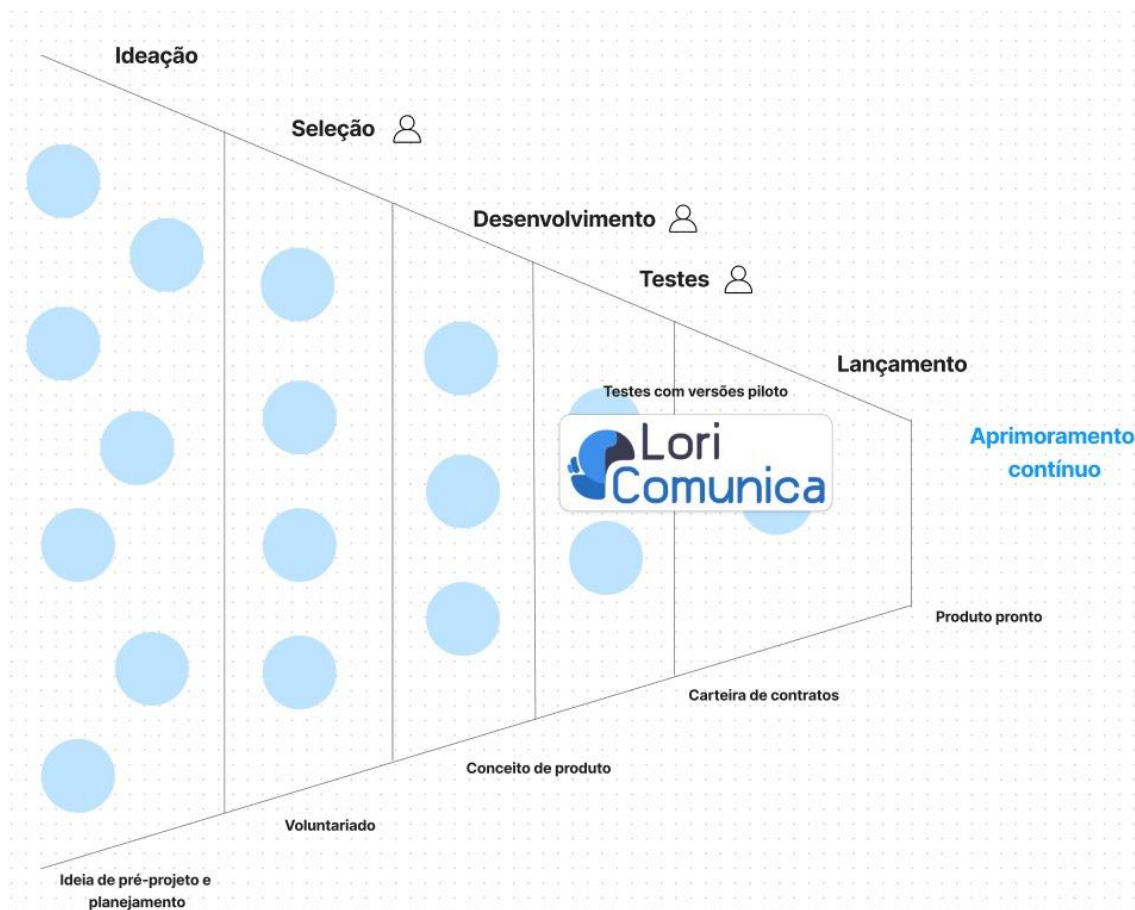 Ideação
Seleção
Desenvolvimento
Testes
Lançamento
Testes com versões piloto
Lori
Comunica
Aprimoramento
contínuo
Produto pronto
Carteira de contratos
Conceito de produto
Voluntariado
Ideia de pré-projeto e
planejamento